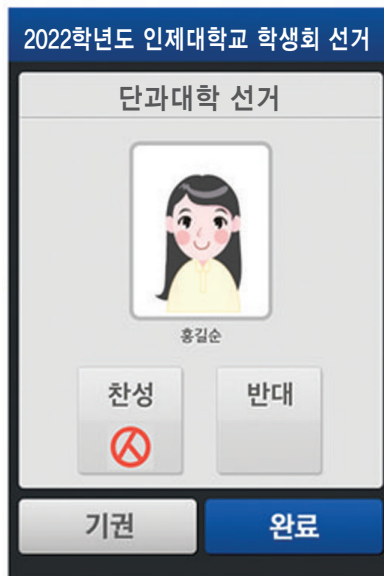 2022학년도 인제대학교 학생회 선거
단과대학 선거
홍길순
찬성
반대
기권
완료